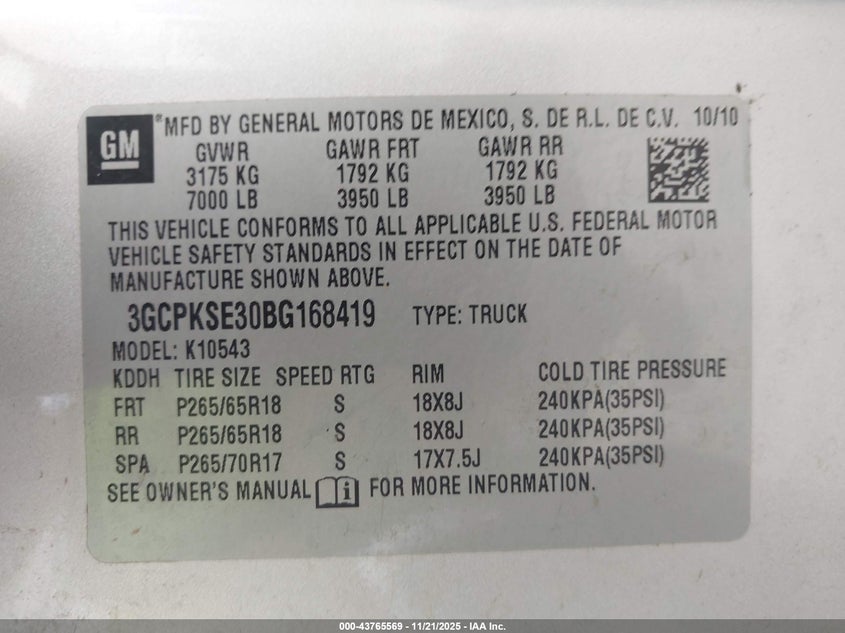 GM
®MFD BY GENERAL MOTORS DE MEXICO, S. DE R.L. DE C.V. 10/10
GVWR GAWR FRT GAWR RR
3175 KG 1792 KG 1792 KG
7000 LB 3950 LB 3950 LB
THIS VEHICLE CONFORMS TO ALL APPLICABLE U.S. FEDERAL MOTOR
VEHICLE SAFETY STANDARDS IN EFFECT ON THE DATE OF
MANUFACTURE SHOWN ABOVE.
3GCPKSE30BG168419 TYPE: TRUCK
MODEL: K10543
KDDH TIRE SIZE SPEED RTG RIM COLD TIRE PRESSURE
FRT P265/65R18 S 18X8J 240KPA(35PSI)
RR P265/65R18 S 18X8J 240KPA(35PSI)
SPA P265/70R17 S 17X7.5J 240KPA(35PSI)
SEE OWNER'S MANUAL i FOR MORE INFORMATION.
000-43765569 - 11/21/2025 - IAA Inc.